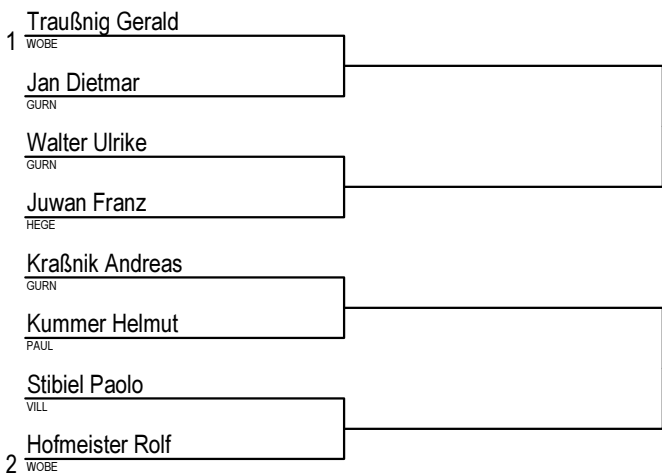 Traußnig Gerald
1 WOBE
Jan Dietmar
GURN
Walter Ulrike
GURN
Juwan Franz
HEGE
Kraßnik Andreas
GURN
Kummer Helmut
PAUL
Stibiel Paolo
VILL
Hofmeister Rolf
2 WOBE